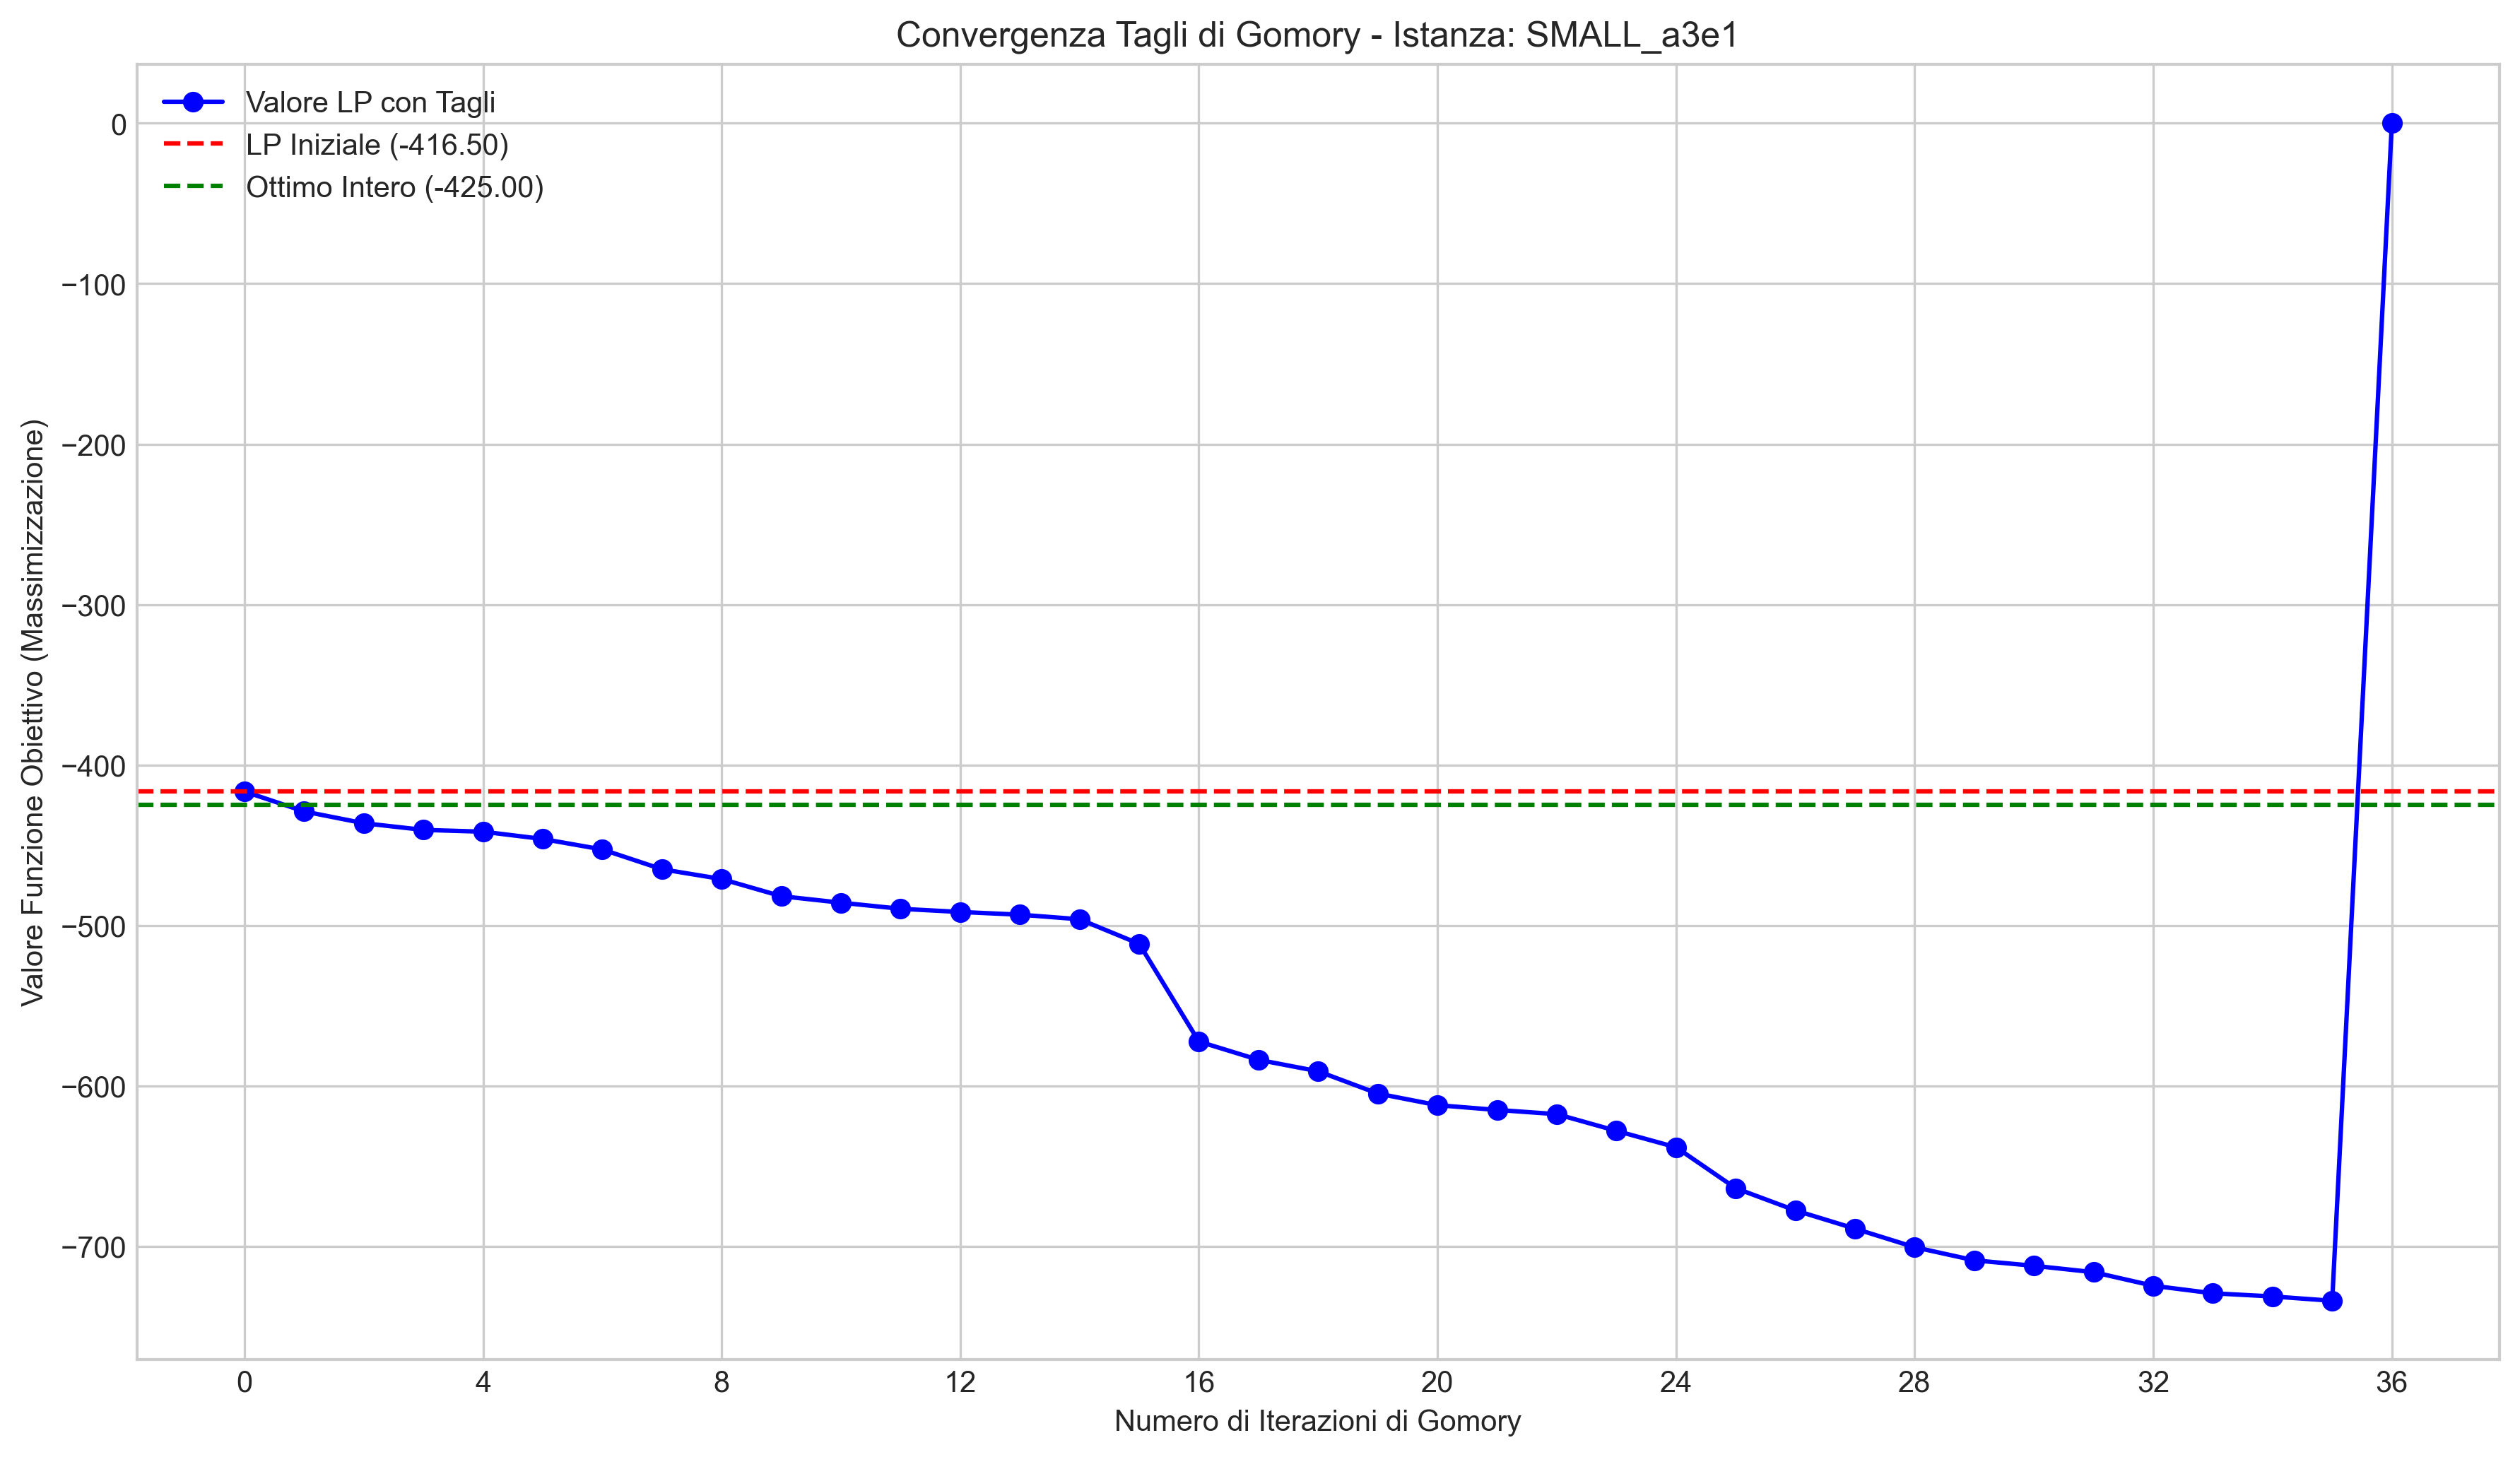 Convergenza Tagli di Gomory - Istanza: SMALL_a3e1
Valore LP con Tagli
LP Iniziale (-416.50)
Ottimo Intero (-425.00)
Valore Funzione Obiettivo (Massimizzazione)
0
−100
−200
−300
−400
−500
−600
−700
0 4 8 12 16 20 24 28 32 36
Numero di Iterazioni di Gomory